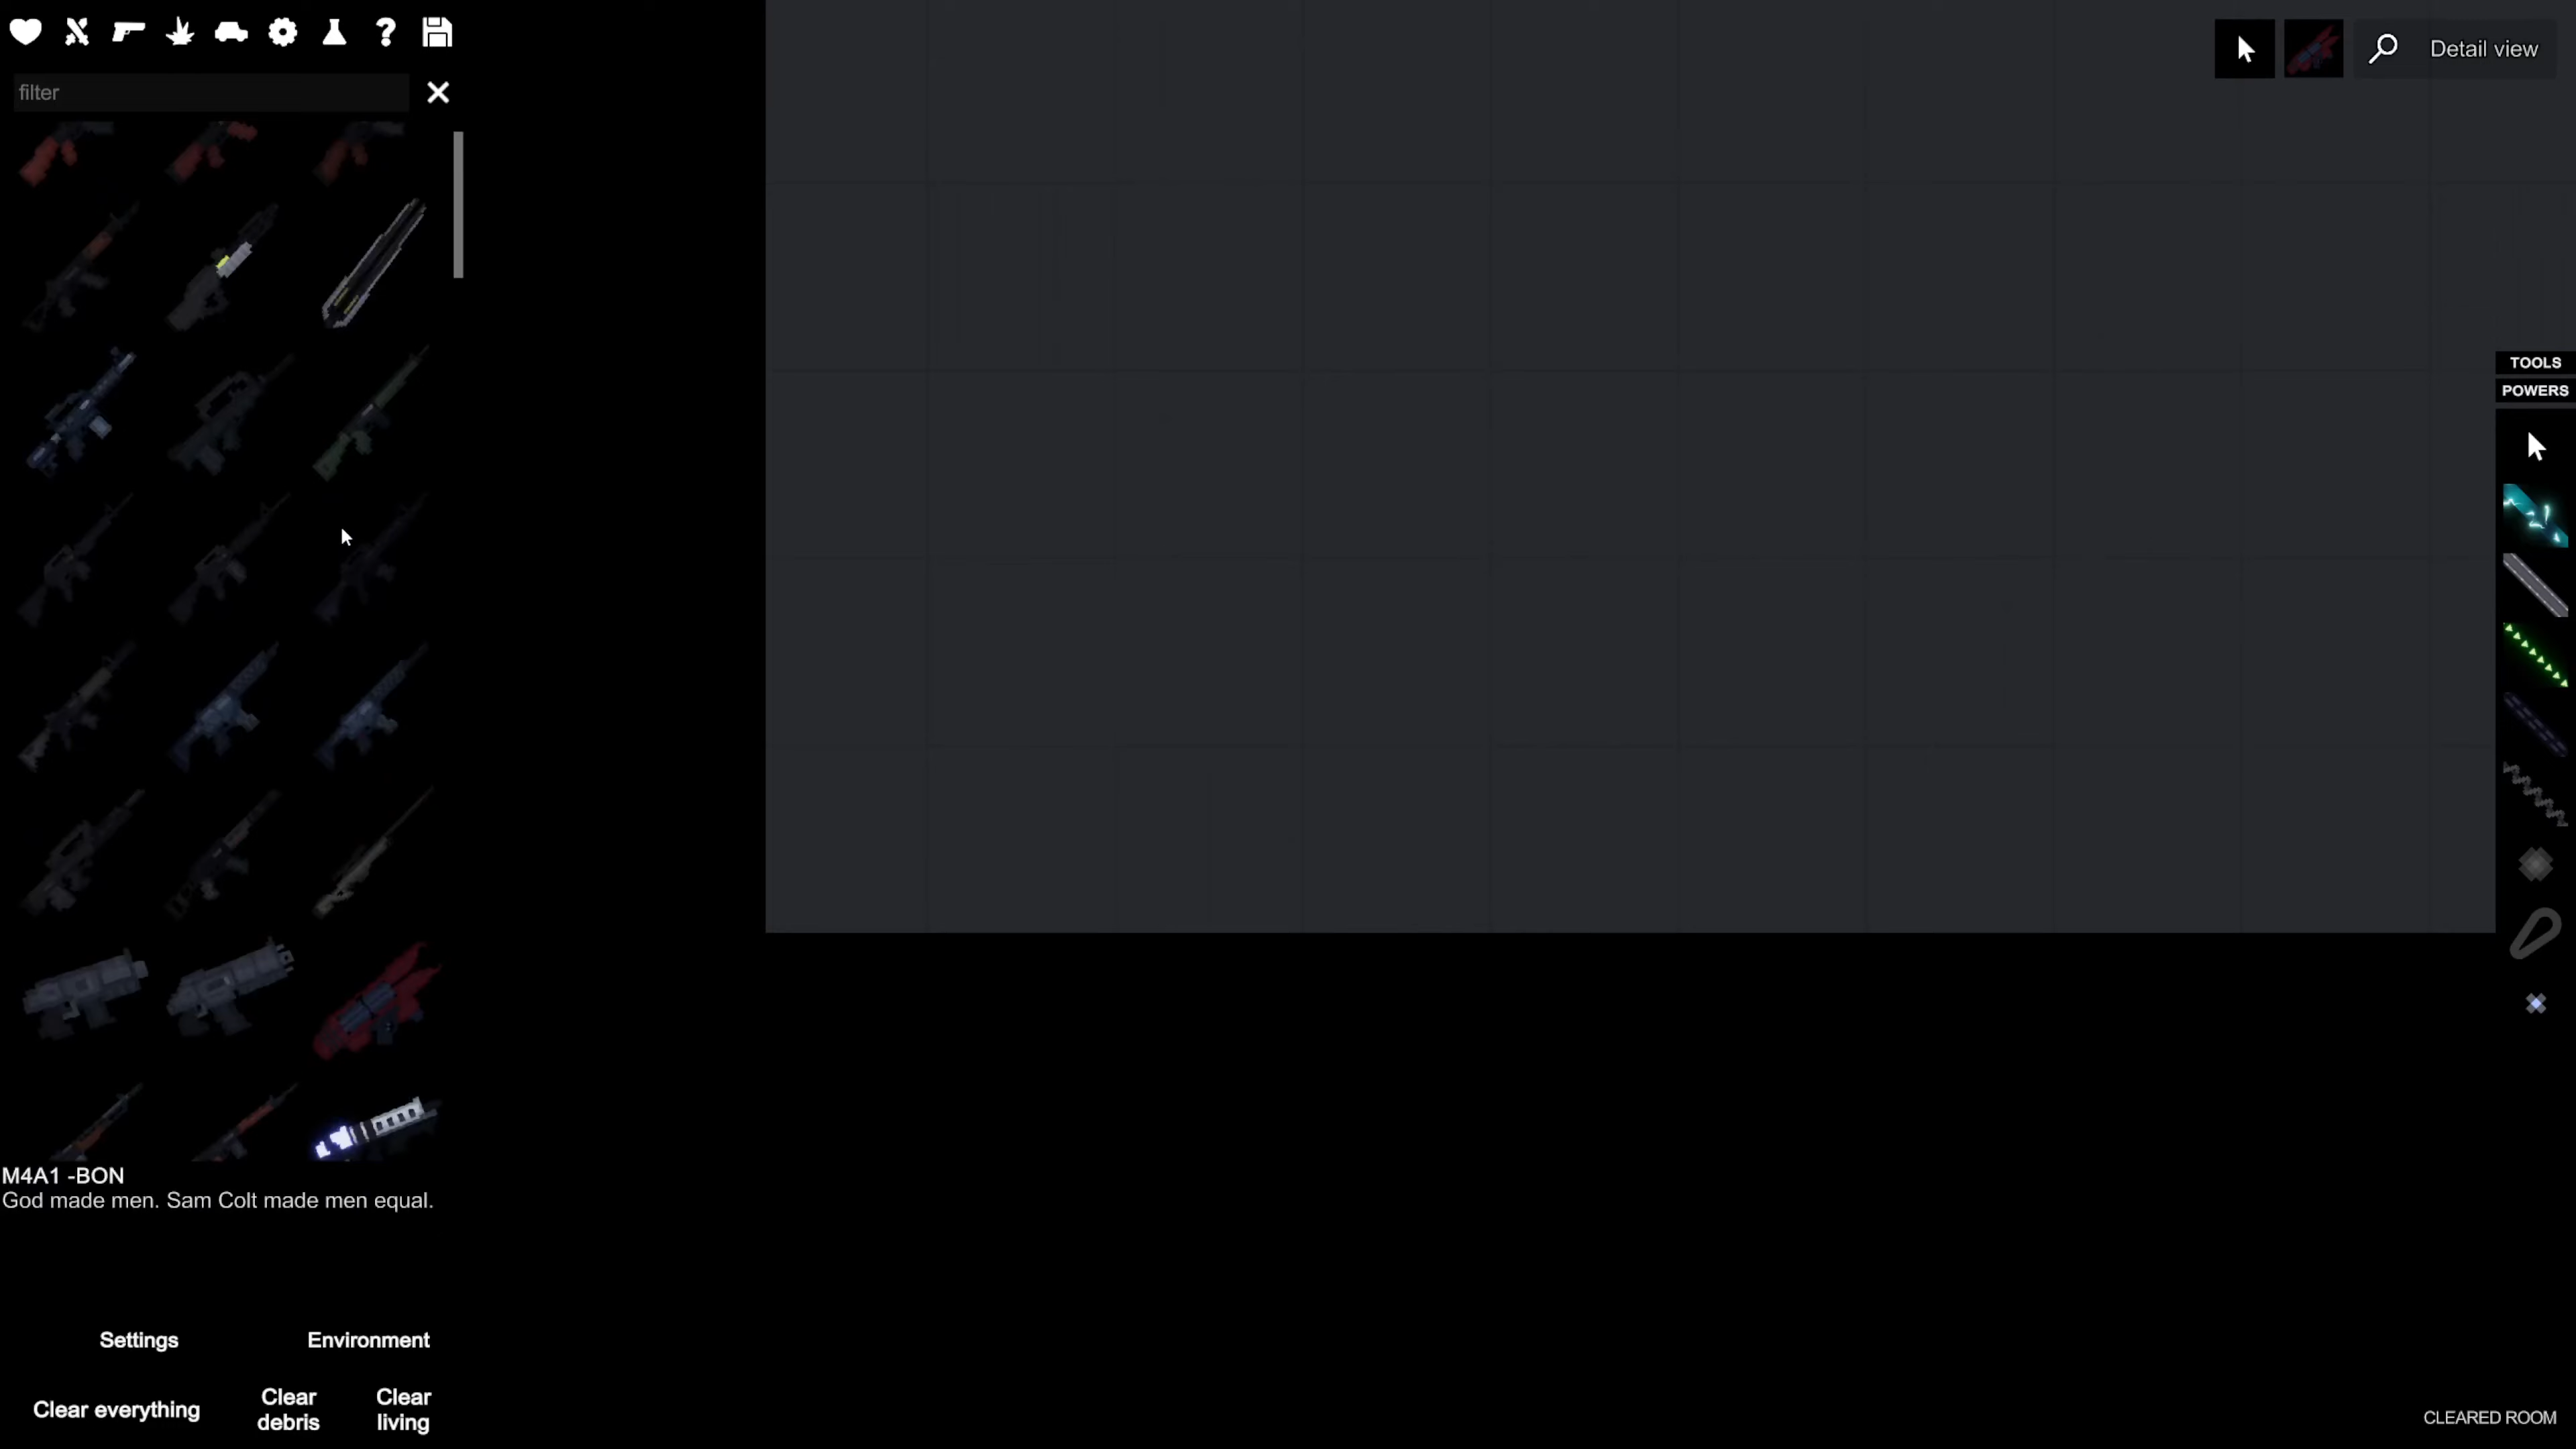 Detail view
filter
TOOLS
POWERS
M4A1 -BON
God made men. Sam Colt made men equal.
Settings
Environment
Clear everything
Clear
debris
Clear
living
CLEARED ROOM